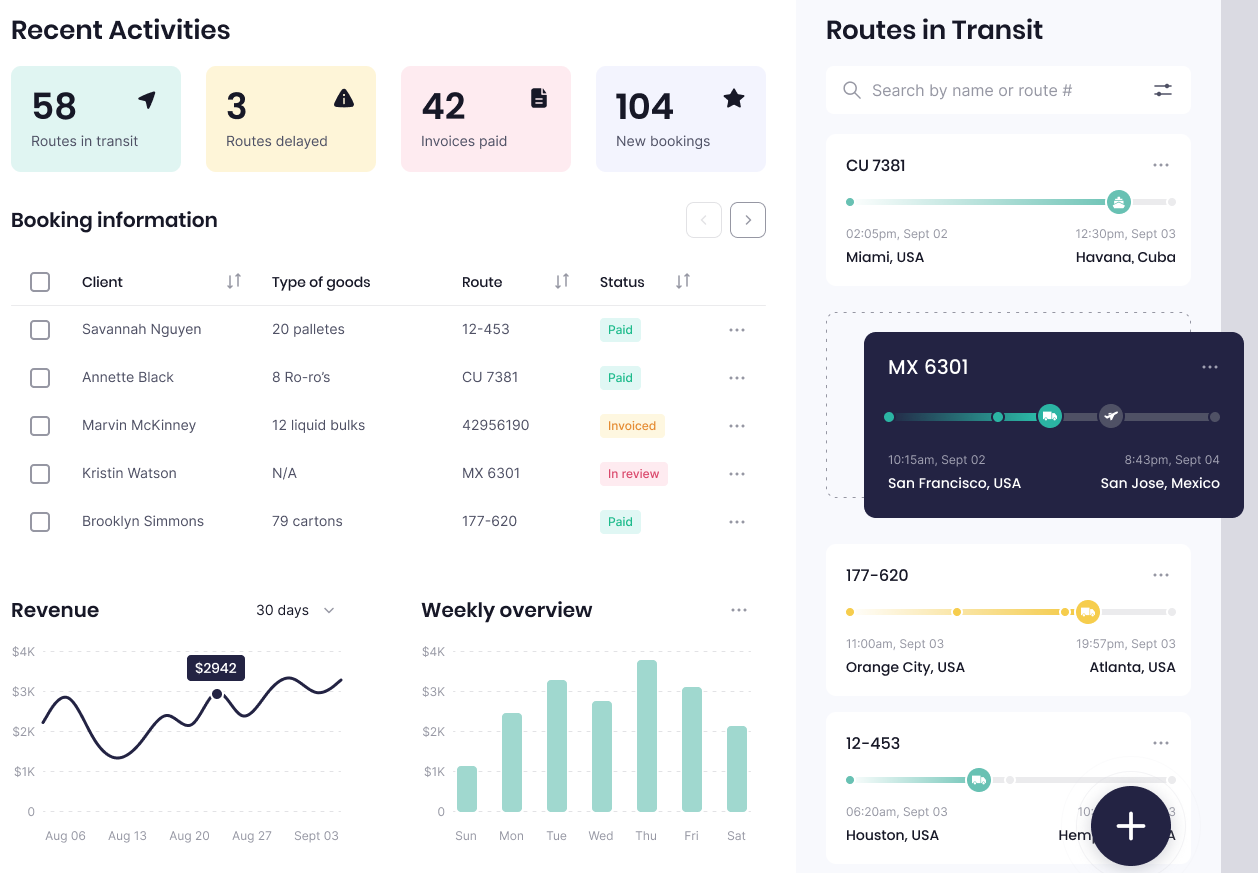 Recent Activities
58
Routes in transit
3
Routes delayed
42
Invoices paid
104
New bookings
Booking information
Client Type of goods Route Status
Savannah Nguyen 20 palletes 12-453 Paid
Annette Black 8 Ro-ro's CU 7381 Paid
Marvin McKinney 12 liquid bulks 42956190 Invoiced
Kristin Watson N/A MX 6301 In review
Brooklyn Simmons 79 cartons 177-620 Paid
Revenue 30 days
$4K
$2942
$3K
$2K
$1K
0
Aug 06 Aug 13 Aug 20 Aug 27 Sept 03
Weekly overview
$4K
$3K
$2K
$1K
0
Sun Mon Tue Wed Thu Fri Sat
Routes in Transit
Search by name or route #
CU 7381
02:05pm, Sept 02 12:30pm, Sept 03
Miami, USA Havana, Cuba
MX 6301
10:15am, Sept 02 8:43pm, Sept 04
San Francisco, USA San Jose, Mexico
177-620
11:00am, Sept 03 19:57pm, Sept 03
Orange City, USA Atlanta, USA
12-453
06:20am, Sept 03
Houston, USA